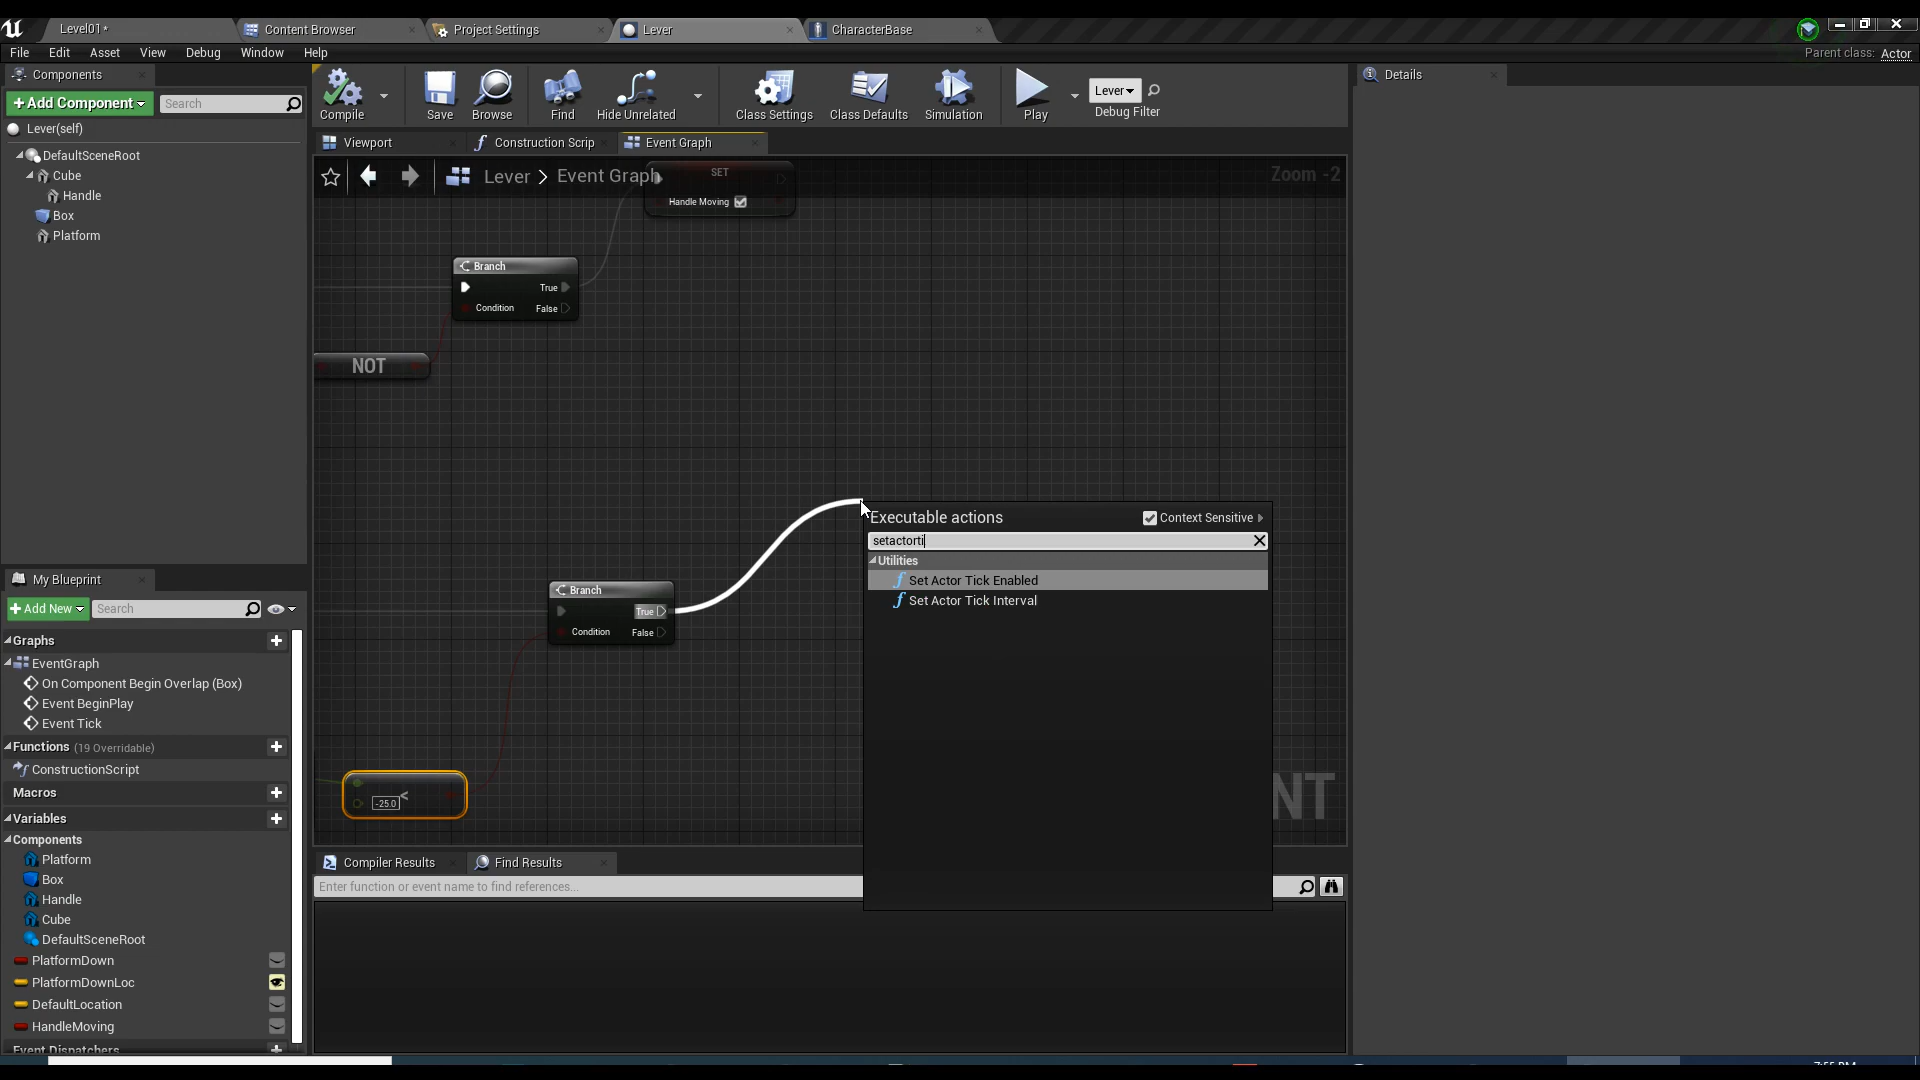 Level01*
Content Browser
Project Settings
Lever
CharacterBase
File Edit Asset View Debug Window Help
Parent class: Actor
Components
+ Add Component
Search
Lever(self)
DefaultSceneRoot
Cube
Handle
Box
Platform
Compile
Save
Browse
Find
Hide Unrelated
Class Settings
Class Defaults
Simulation
Play
Lever
Debug Filter
Details
Viewport
Construction Scrip
Event Graph
Lever > Event Graph
Zoom -2
SET
Handle Moving
Branch
True
Condition False
NOT
Branch
True
Condition False
-25.0 <
NT
Executable actions
Context Sensitive
setactorti
Utilities
Set Actor Tick Enabled
Set Actor Tick Interval
My Blueprint
+ Add New
Search
Graphs
EventGraph
On Component Begin Overlap (Box)
Event BeginPlay
Event Tick
Functions (19 Overridable)
ConstructionScript
Macros
Variables
Components
Platform
Box
Handle
Cube
DefaultSceneRoot
PlatformDown
PlatformDownLoc
DefaultLocation
HandleMoving
Event Dispatchers
Compiler Results
Find Results
Enter function or event name to find references...
7:55 PM